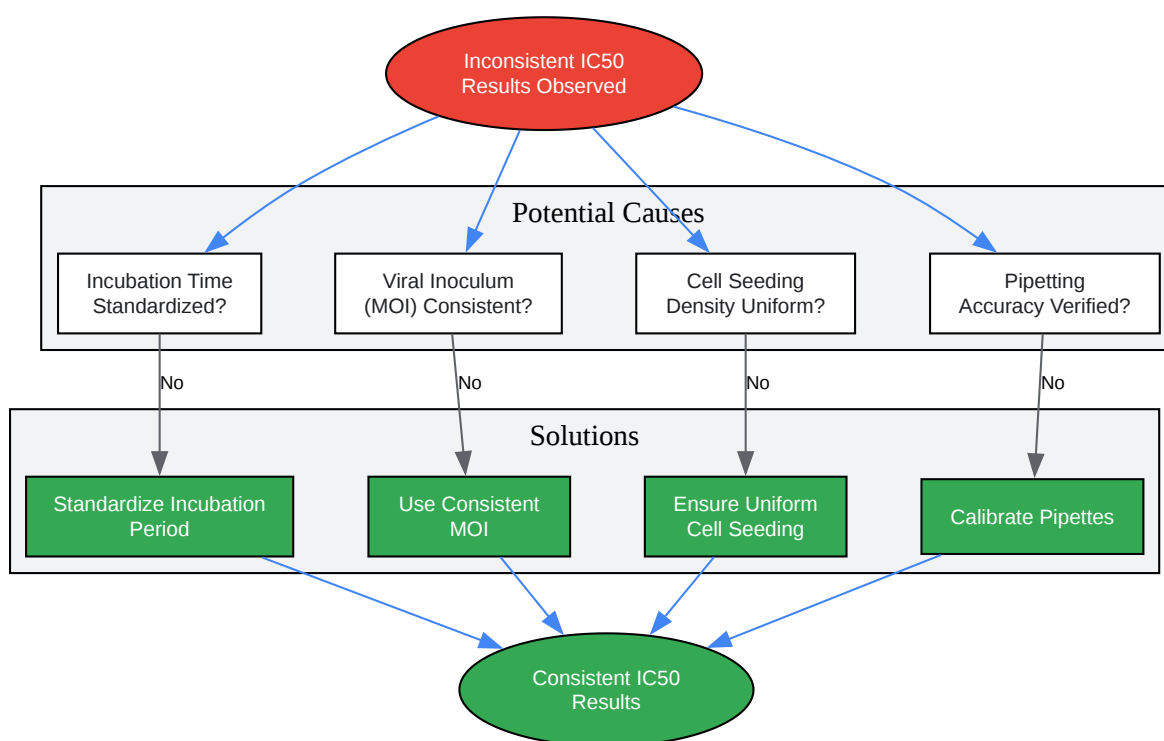 Inconsistent IC50
Results Observed
Potential Causes
Incubation Time
Standardized?
Viral Inoculum
(MOI) Consistent?
Cell Seeding
Density Uniform?
Pipetting
Accuracy Verified?
No
No
No
No
Solutions
Standardize Incubation
Period
Use Consistent
MOI
Ensure Uniform
Cell Seeding
Calibrate Pipettes
Consistent IC50
Results